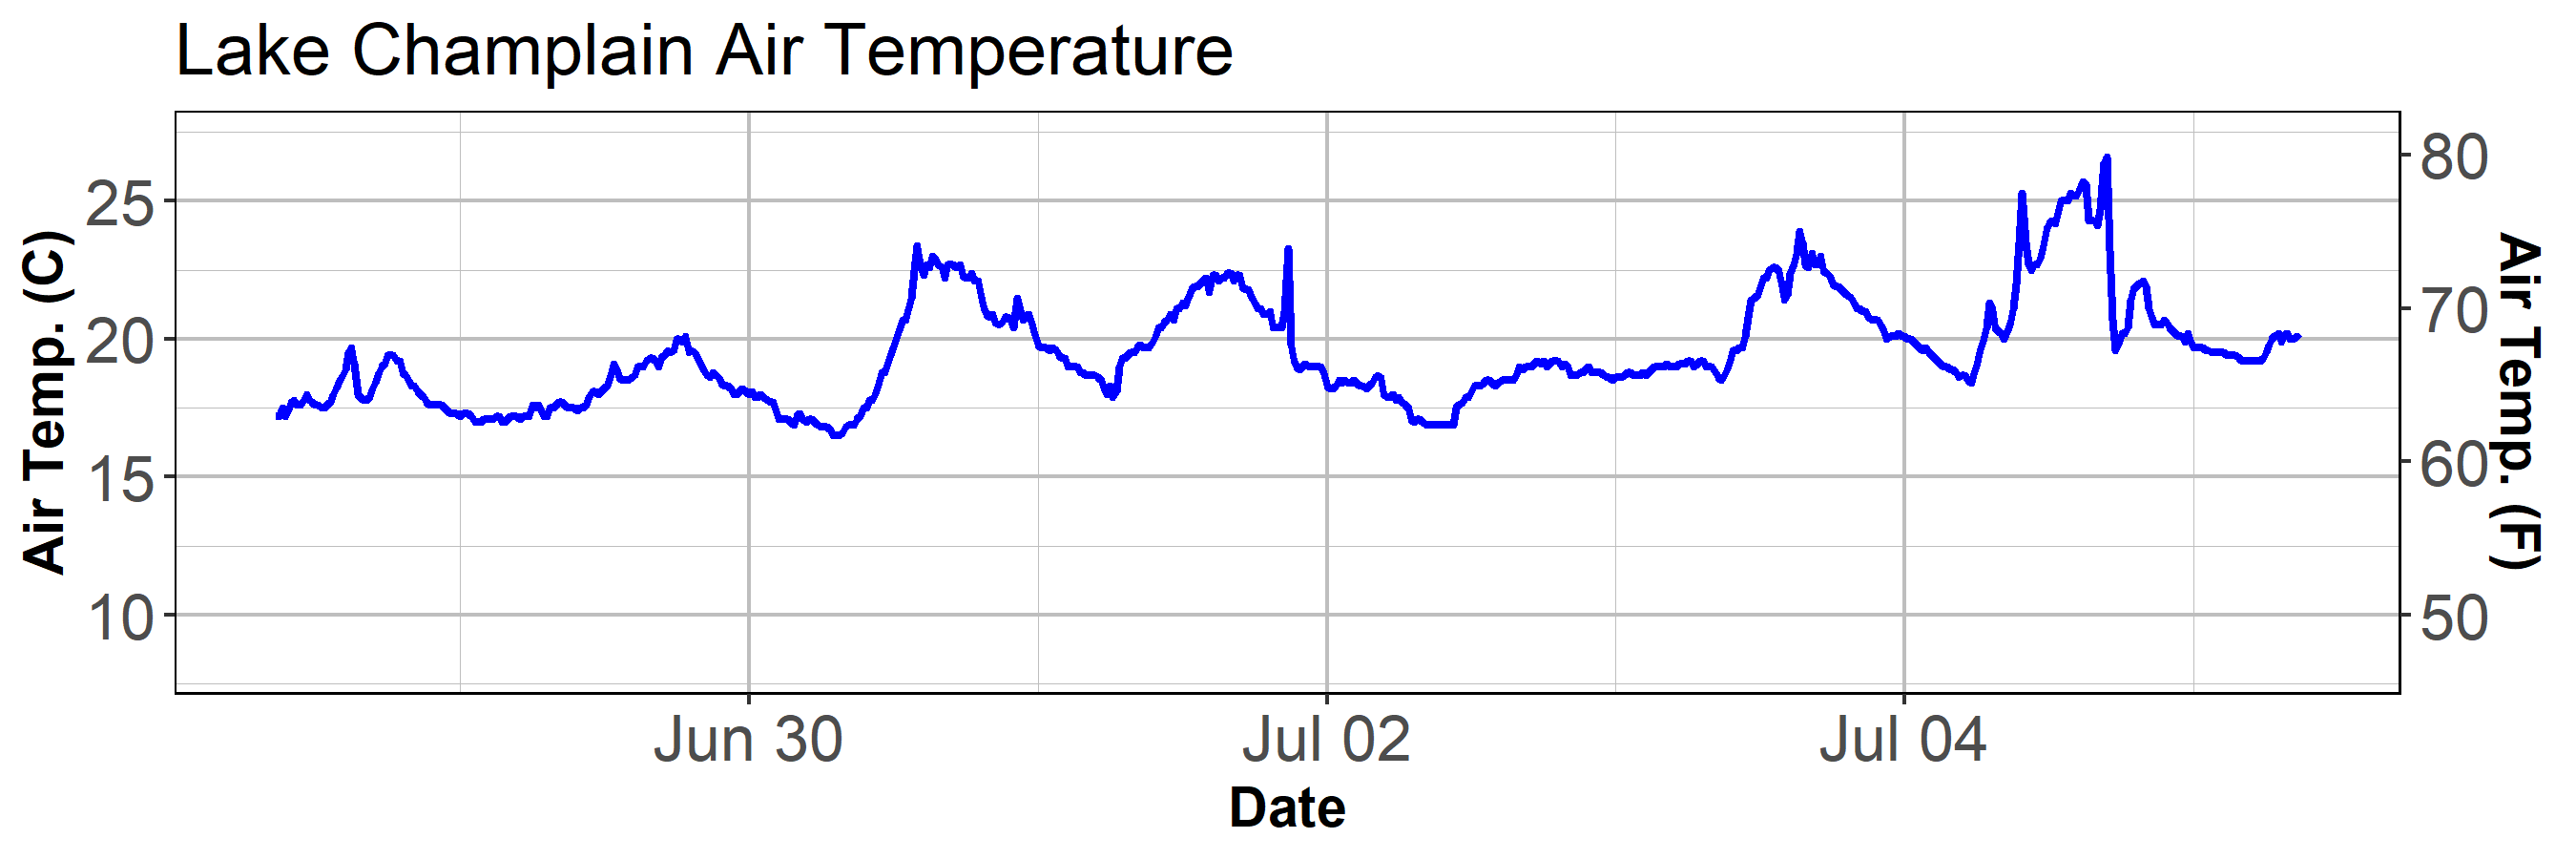 Lake Champlain Air Temperature
Air Temp. (C)
25
20
15
10
80
70
60
50
Air Temp. (F)
Jun 30
Jul 02
Jul 04
Date